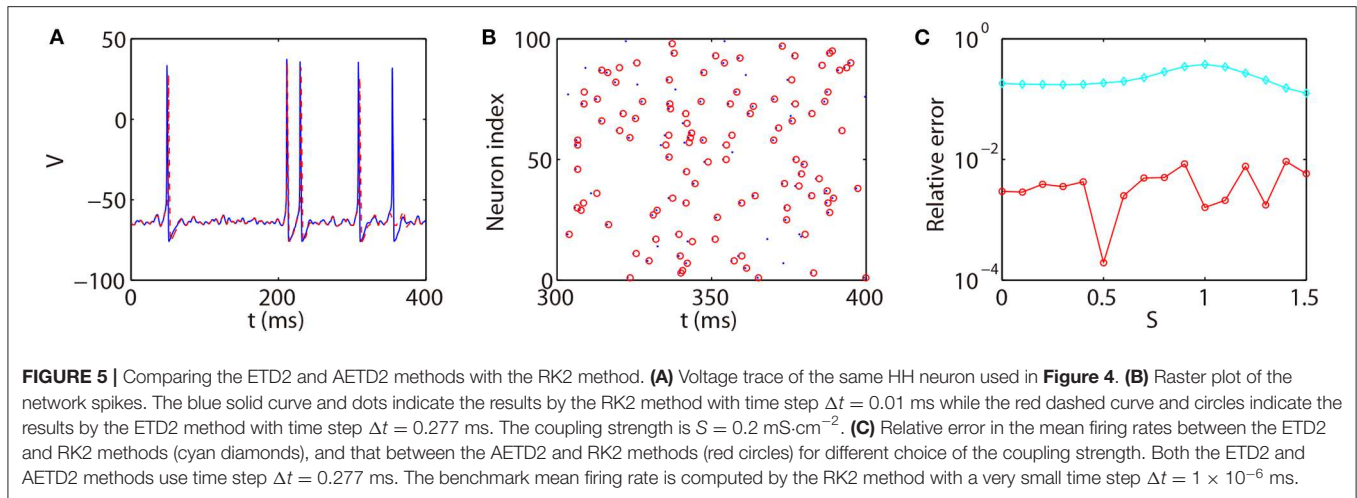 A
50
0
−50
−100
V
0
200
400
t (ms)
B
100
50
0
Neuron index
300
350
400
t (ms)
C
10⁰
10⁻²
10⁻⁴
Relative error
0
0.5
1
1.5
S
FIGURE 5 | Comparing the ETD2 and AETD2 methods with the RK2 method. (A) Voltage trace of the same HH neuron used in Figure 4. (B) Raster plot of the
network spikes. The blue solid curve and dots indicate the results by the RK2 method with time step Δt = 0.01 ms while the red dashed curve and circles indicate the
results by the ETD2 method with time step Δt = 0.277 ms. The coupling strength is S = 0.2 mS·cm⁻². (C) Relative error in the mean firing rates between the ETD2
and RK2 methods (cyan diamonds), and that between the AETD2 and RK2 methods (red circles) for different choice of the coupling strength. Both the ETD2 and
AETD2 methods use time step Δt = 0.277 ms. The benchmark mean firing rate is computed by the RK2 method with a very small time step Δt = 1 × 10⁻⁶ ms.